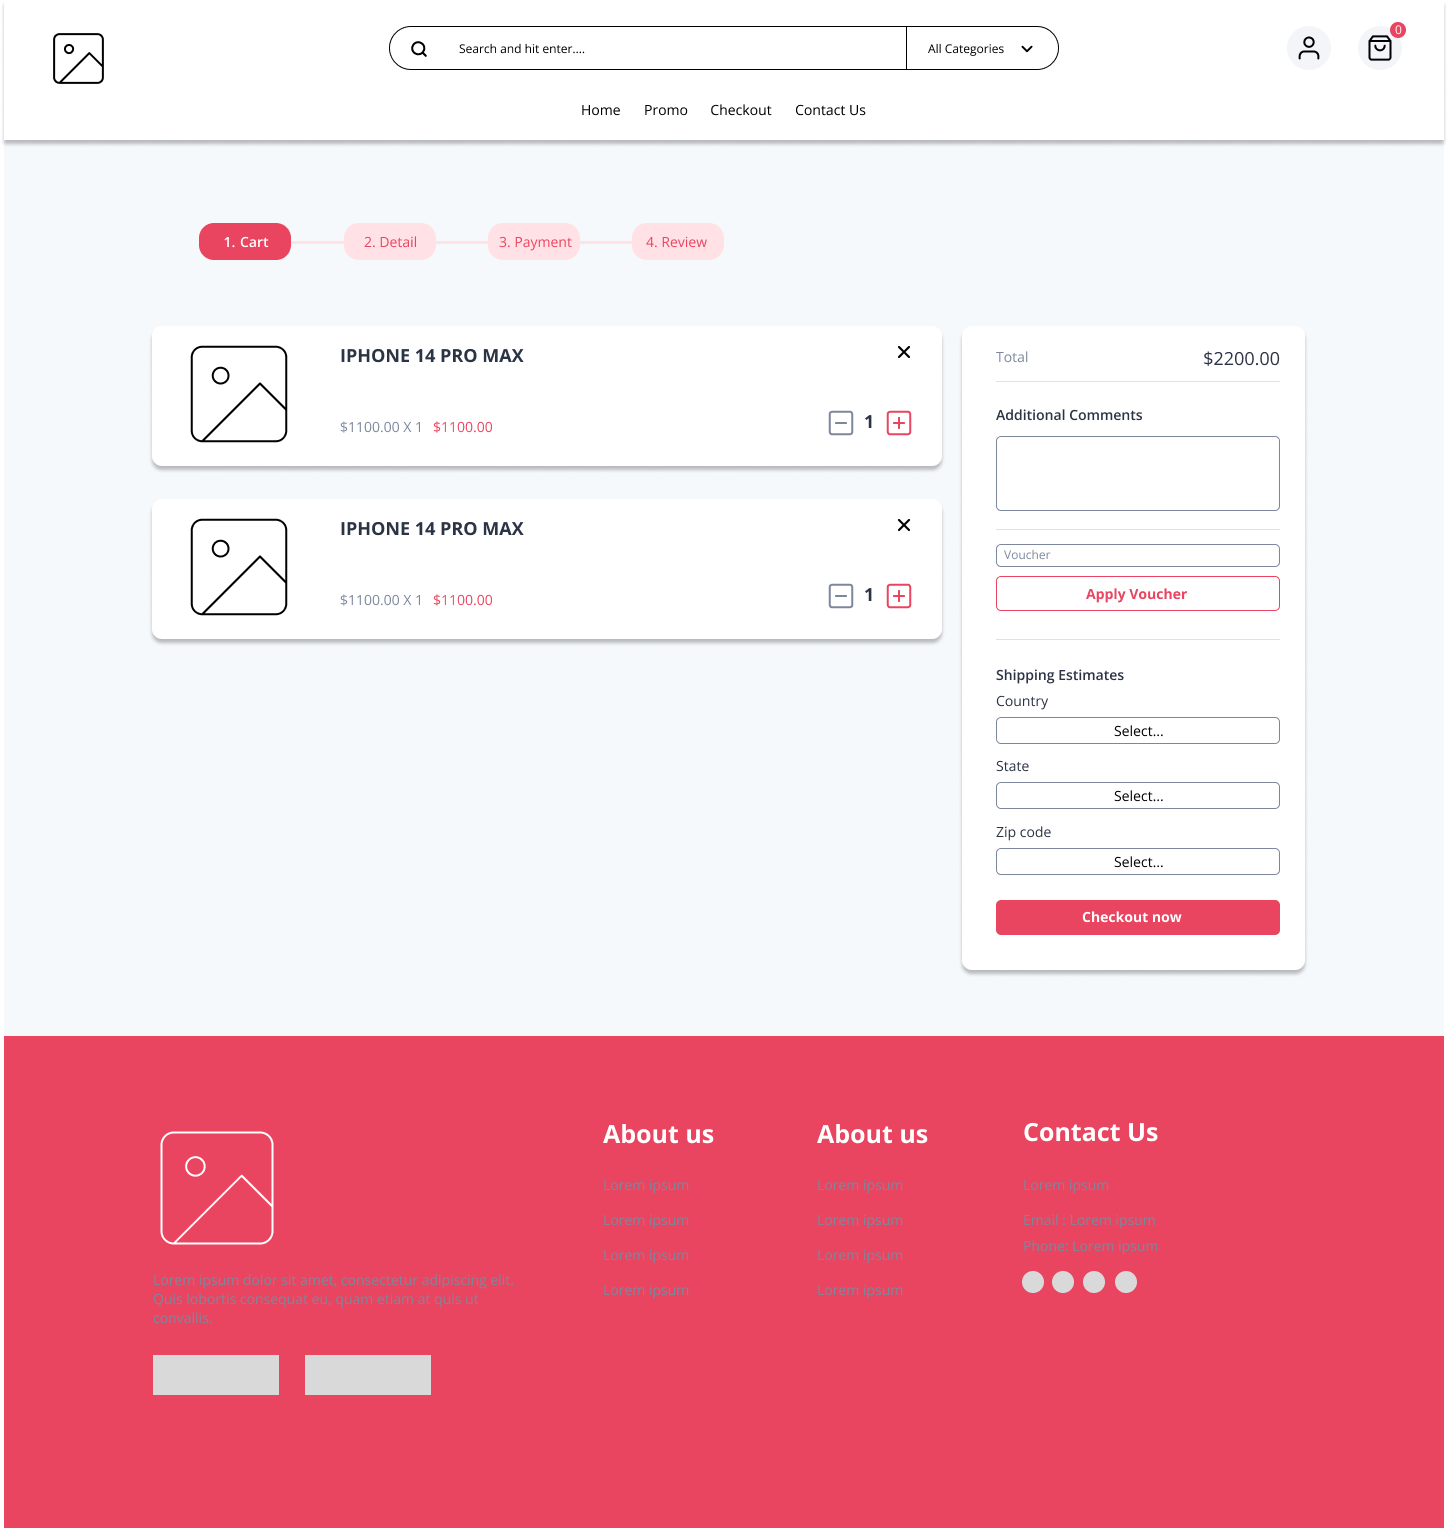 Search and hit enter....
All Categories
0
Home Promo Checkout Contact Us
1. Cart
2. Detail
3. Payment
4. Review
IPHONE 14 PRO MAX
$1100.00 X 1 $1100.00
1
IPHONE 14 PRO MAX
$1100.00 X 1 $1100.00
1
Total $2200.00
Additional Comments
Voucher
Apply Voucher
Shipping Estimates
Country
Select...
State
Select...
Zip code
Select...
Checkout now
Lorem ipsum dolor sit amet, consectetur adipiscing elit.
Quis lobortis consequat eu, quam etiam at quis ut
convallis.
About us
Lorem ipsum
Lorem ipsum
Lorem ipsum
Lorem ipsum
About us
Lorem ipsum
Lorem ipsum
Lorem ipsum
Lorem ipsum
Contact Us
Lorem ipsum
Email : Lorem ipsum
Phone: Lorem ipsum